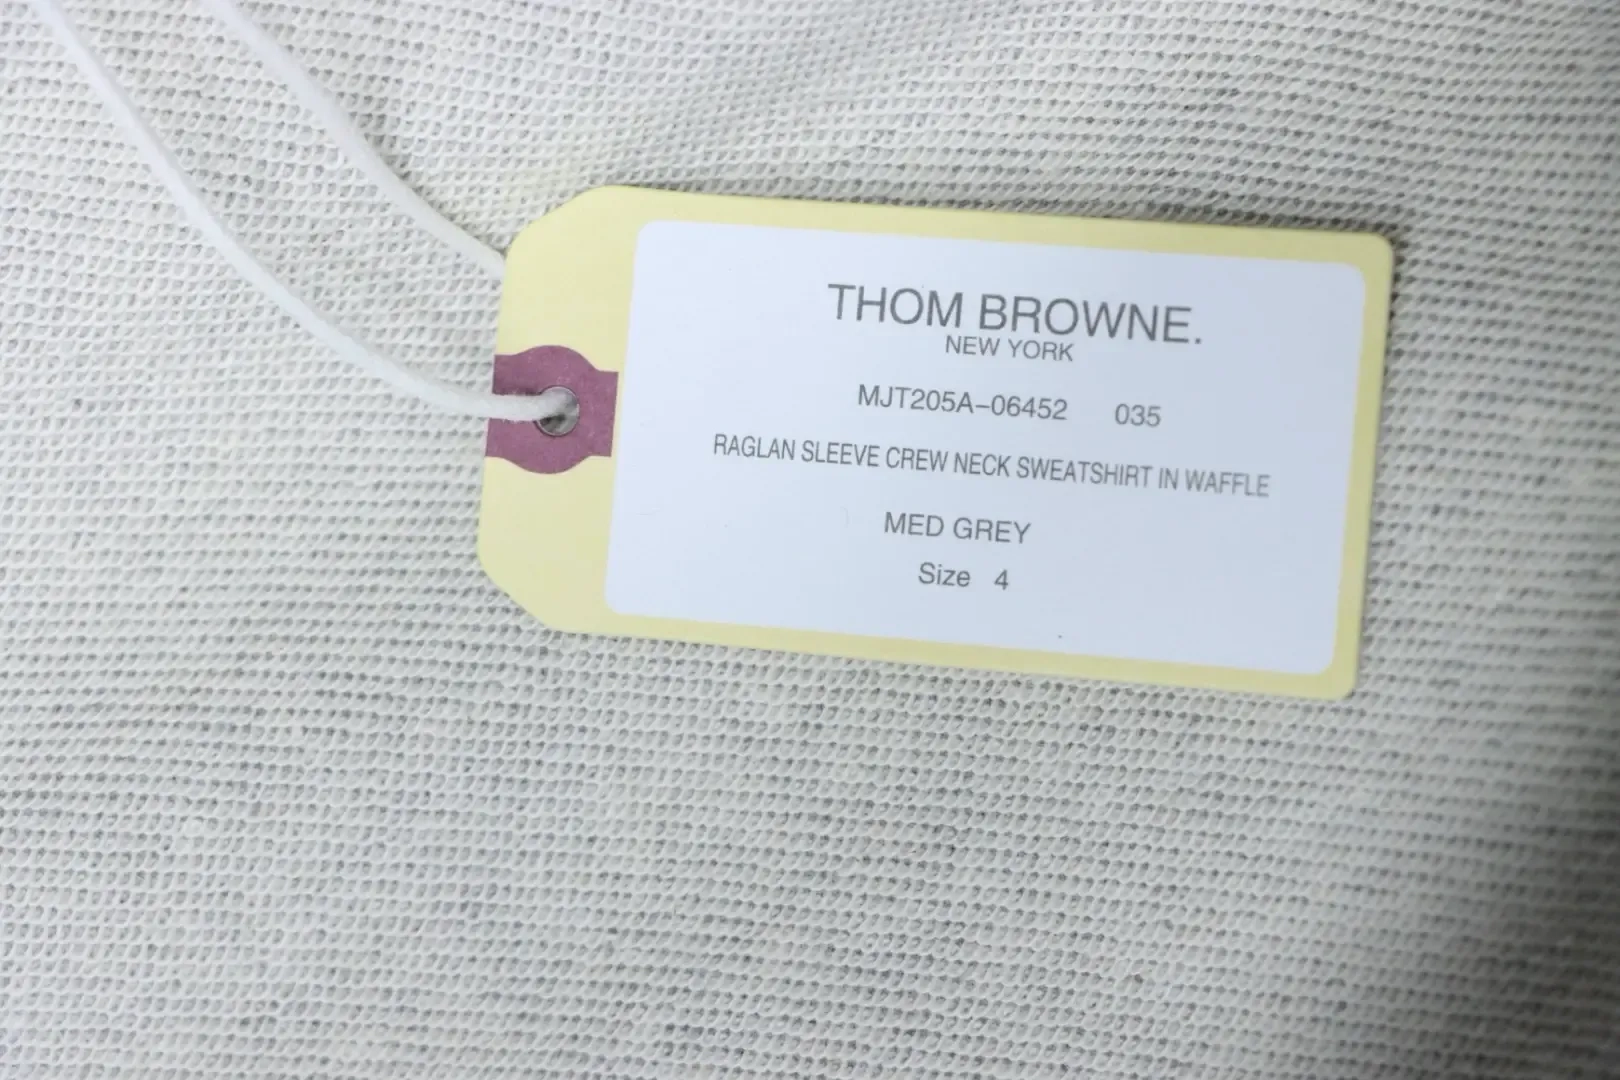 THOM BROWNE.
NEW YORK
MJT205A-06452 035
RAGLAN SLEEVE CREW NECK SWEATSHIRT IN WAFFLE
MED GREY
Size 4